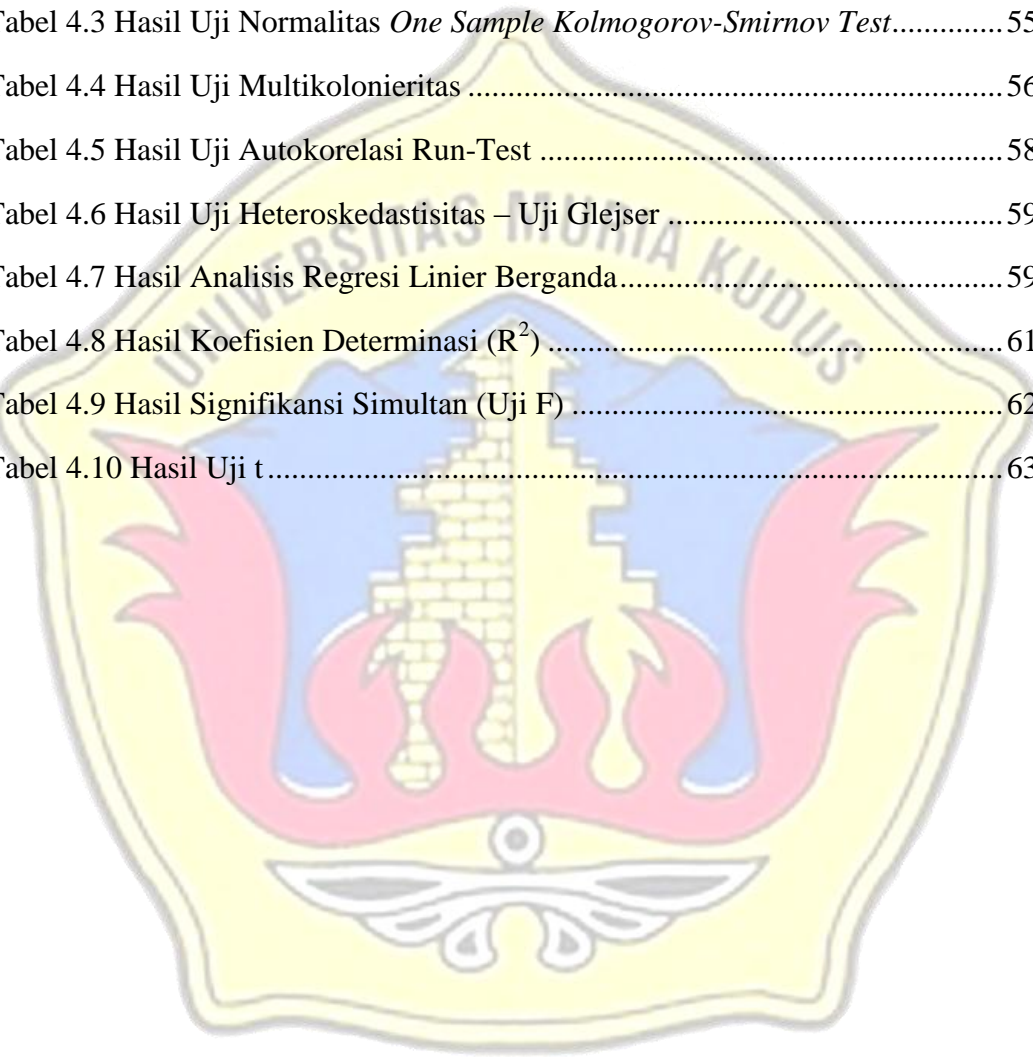 Tabel 4.3 Hasil Uji Normalitas One Sample Kolmogorov-Smirnov Test............. 55
Tabel 4.4 Hasil Uji Multikolonieritas ................................................................... 56
Tabel 4.5 Hasil Uji Autokorelasi Run-Test .......................................................... 58
Tabel 4.6 Hasil Uji Heteroskedastisitas – Uji Glejser .......................................... 59
Tabel 4.7 Hasil Analisis Regresi Linier Berganda................................................ 59
Tabel 4.8 Hasil Koefisien Determinasi (R²) ......................................................... 61
Tabel 4.9 Hasil Signifikansi Simultan (Uji F) ...................................................... 62
Tabel 4.10 Hasil Uji t............................................................................................ 63
UNIVERSITAS MURIA KUDUS